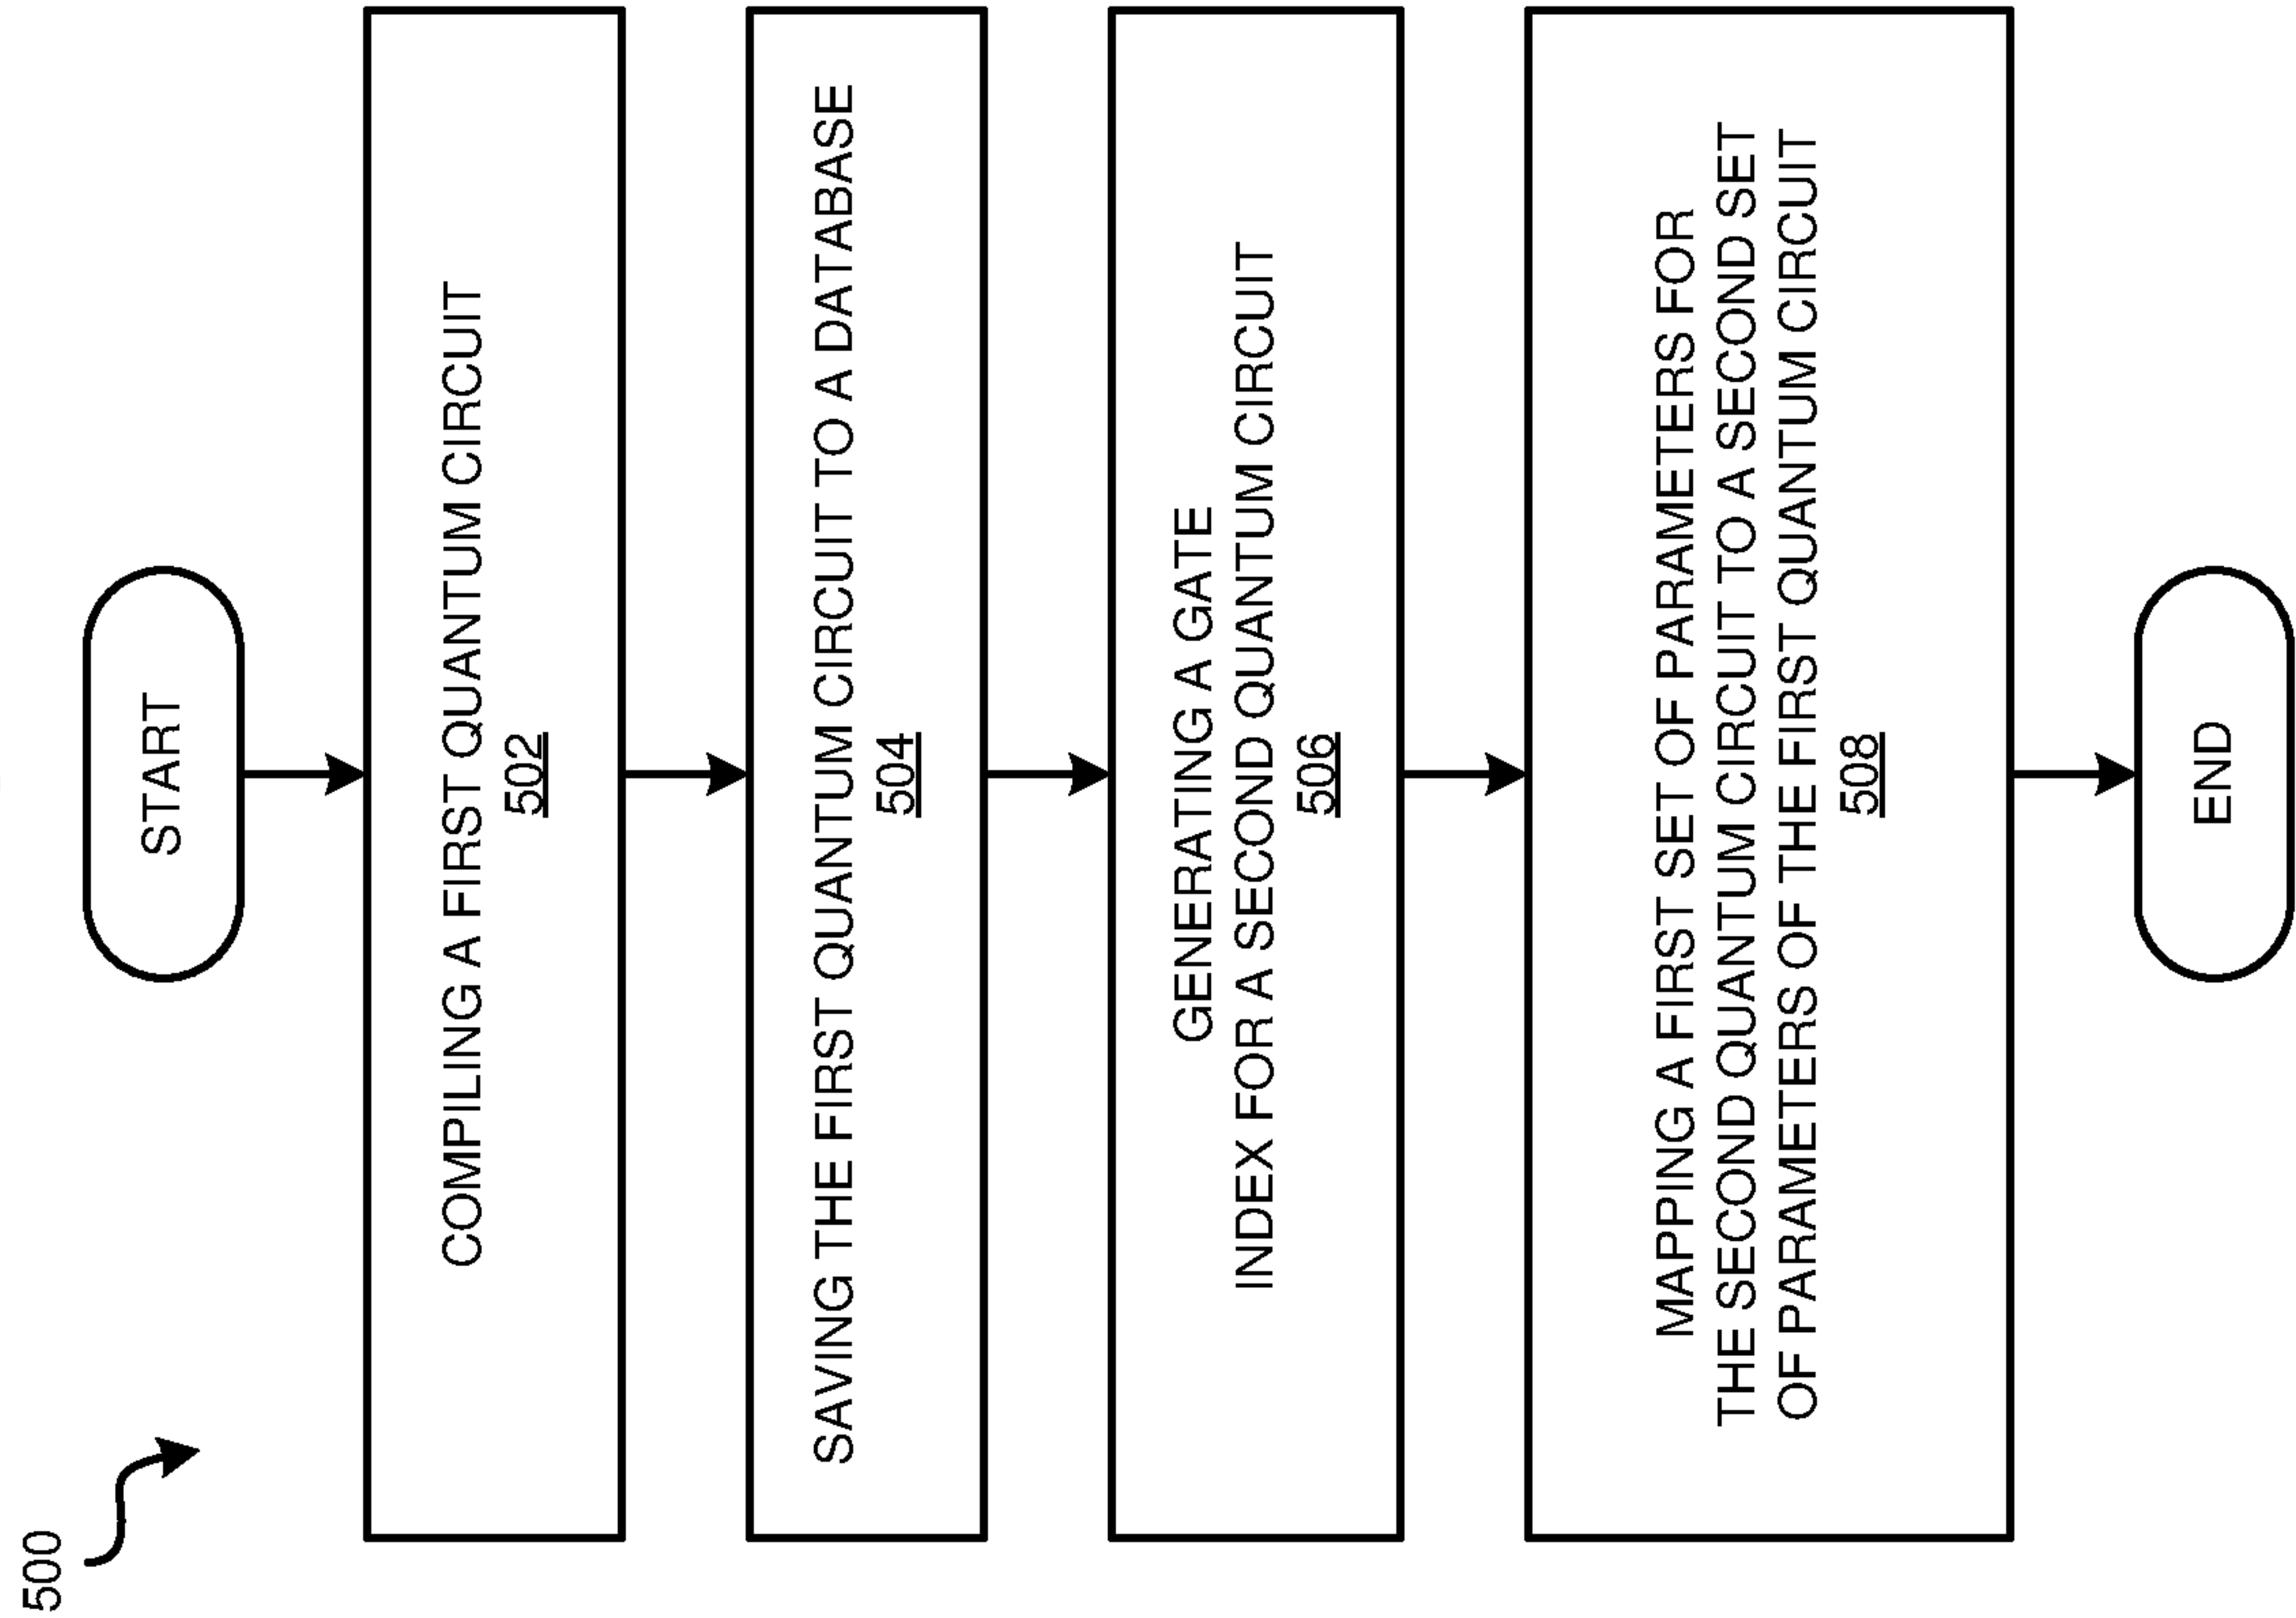 500
START
COMPILING A FIRST QUANTUM CIRCUIT
502
SAVING THE FIRST QUANTUM CIRCUIT TO A DATABASE
504
GENERATING A GATE
INDEX FOR A SECOND QUANTUM CIRCUIT
506
MAPPING A FIRST SET OF PARAMETERS FOR
THE SECOND QUANTUM CIRCUIT TO A SECOND SET
OF PARAMETERS OF THE FIRST QUANTUM CIRCUIT
508
END